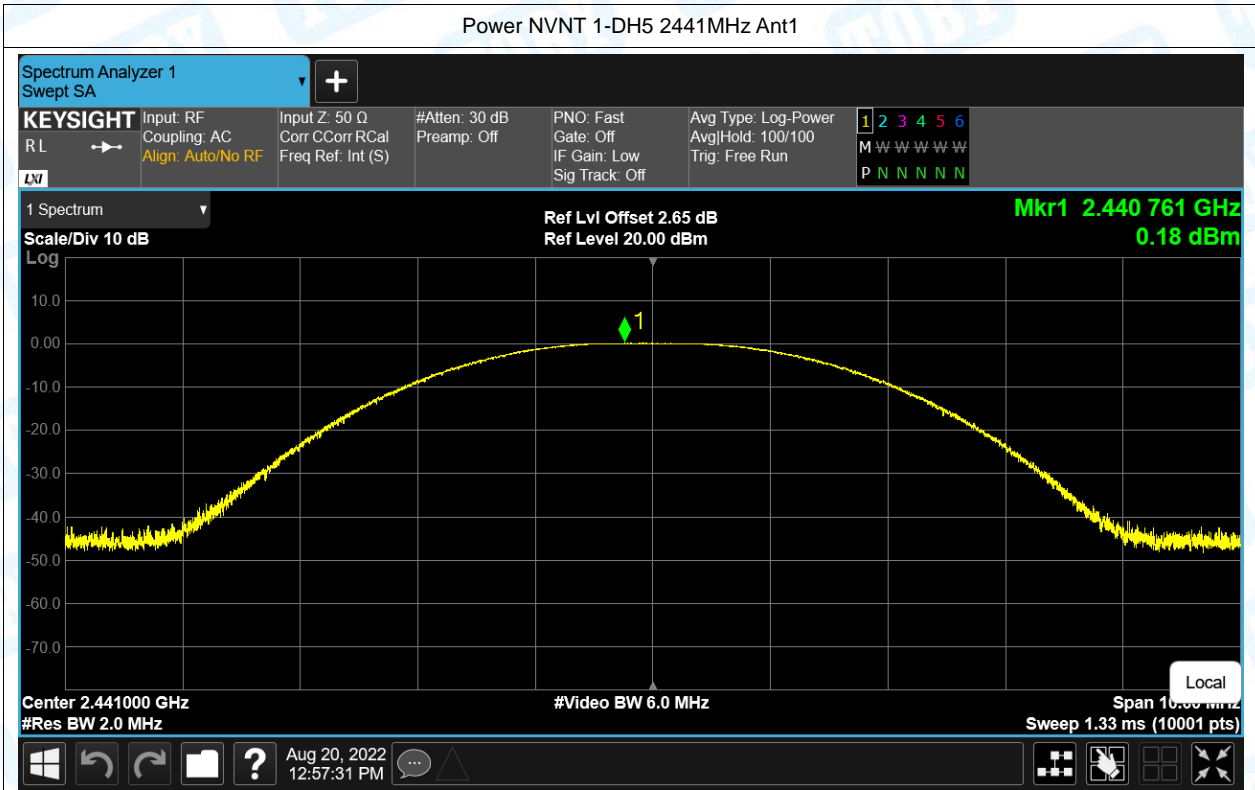 Power NVNT 1-DH5 2441MHz Ant1
Spectrum Analyzer 1
Swept SA
KEYSIGHT
R L
LXI
Input: RF
Coupling: AC
Align: Auto/No RF
Input Z: 50 Ω
Corr CCorr RCal
Freq Ref: Int (S)
#Atten: 30 dB
Preamp: Off
PNO: Fast
Gate: Off
IF Gain: Low
Sig Track: Off
Avg Type: Log-Power
Avg|Hold: 100/100
Trig: Free Run
1 2 3 4 5 6
M W W W W W
P N N N N N
1 Spectrum
Scale/Div 10 dB
Ref Lvl Offset 2.65 dB
Ref Level 20.00 dBm
Mkr1 2.440 761 GHz
0.18 dBm
Log
10.0
0.00
-10.0
-20.0
-30.0
-40.0
-50.0
-60.0
-70.0
1
Center 2.441000 GHz
#Res BW 2.0 MHz
#Video BW 6.0 MHz
Local
Span 10.00 MHz
Sweep 1.33 ms (10001 pts)
?
Aug 20, 2022
12:57:31 PM